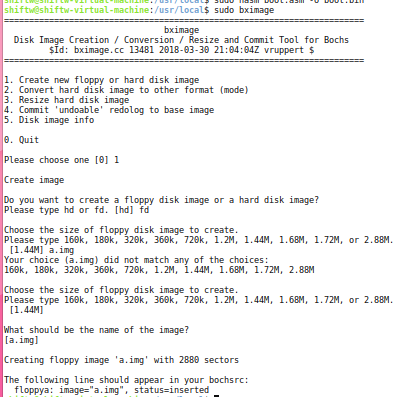 shiftw@shiftw-virtual-machine:/usr/local$ sudo nasm boot.asm -o boot.bin
shiftw@shiftw-virtual-machine:/usr/local$ sudo bximage
========================================================================
bximage
Disk Image Creation / Conversion / Resize and Commit Tool for Bochs
$Id: bximage.cc 13481 2018-03-30 21:04:04Z vruppert $
========================================================================
1. Create new floppy or hard disk image
2. Convert hard disk image to other format (mode)
3. Resize hard disk image
4. Commit 'undoable' redolog to base image
5. Disk image info
0. Quit
Please choose one [0] 1
Create image
Do you want to create a floppy disk image or a hard disk image?
Please type hd or fd. [hd] fd
Choose the size of floppy disk image to create.
Please type 160k, 180k, 320k, 360k, 720k, 1.2M, 1.44M, 1.68M, 1.72M, or 2.88M.
[1.44M] a.img
Your choice (a.img) did not match any of the choices:
160k, 180k, 320k, 360k, 720k, 1.2M, 1.44M, 1.68M, 1.72M, 2.88M
Choose the size of floppy disk image to create.
Please type 160k, 180k, 320k, 360k, 720k, 1.2M, 1.44M, 1.68M, 1.72M, or 2.88M.
[1.44M]
What should be the name of the image?
[a.img]
Creating floppy image 'a.img' with 2880 sectors
The following line should appear in your bochsrc:
floppya: image="a.img", status=inserted